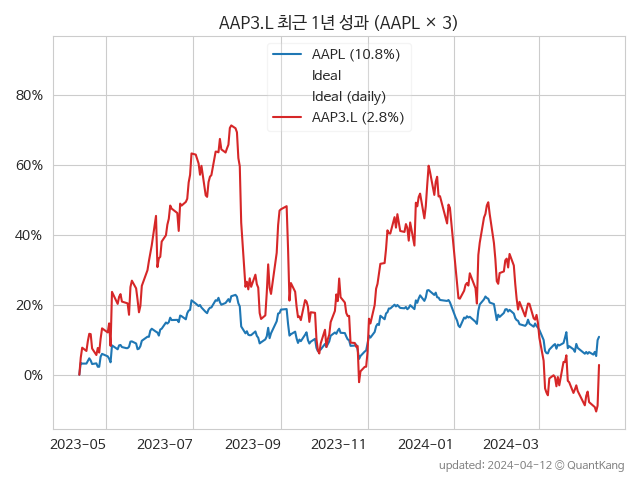 AAP3.L 최근 1년 성과 (AAPL × 3)
AAPL (10.8%)
Ideal
Ideal (daily)
AAP3.L (2.8%)
80%
60%
40%
20%
0%
2023−05 2023−07 2023−09 2023−11 2024−01 2024−03
updated: 2024-04-12 © QuantKang